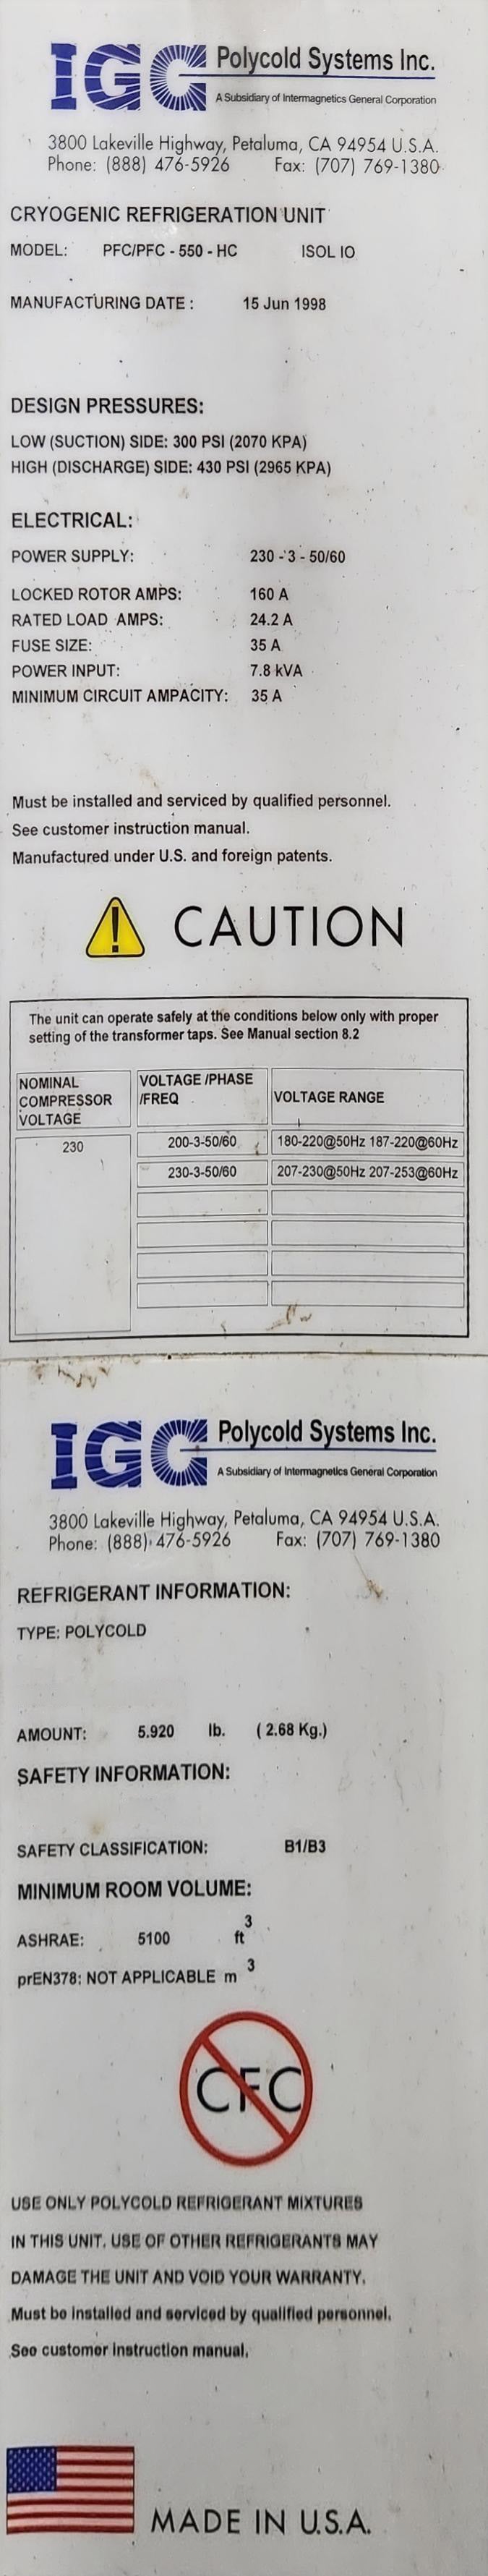 IGC Polycold Systems Inc.
A Subsidiary of Intermagnetics General Corporation
3800 Lakeville Highway, Petaluma, CA 94954 U.S.A.
Phone: (888) 476-5926 Fax: (707) 769-1380
CRYOGENIC REFRIGERATION UNIT
MODEL: PFC/PFC - 550 - HC ISOL IO
MANUFACTURING DATE : 15 Jun 1998
DESIGN PRESSURES:
LOW (SUCTION) SIDE: 300 PSI (2070 KPA)
HIGH (DISCHARGE) SIDE: 430 PSI (2965 KPA)
ELECTRICAL:
POWER SUPPLY: 230 - 3 - 50/60
LOCKED ROTOR AMPS: 160 A
RATED LOAD AMPS: 24.2 A
FUSE SIZE: 35 A
POWER INPUT: 7.8 kVA
MINIMUM CIRCUIT AMPACITY: 35 A
Must be installed and serviced by qualified personnel.
See customer instruction manual.
Manufactured under U.S. and foreign patents.
! CAUTION
The unit can operate safely at the conditions below only with proper
setting of the transformer taps. See Manual section 8.2
NOMINAL COMPRESSOR VOLTAGE
VOLTAGE /PHASE /FREQ
VOLTAGE RANGE
230 200-3-50/60 180-220@50Hz 187-220@60Hz
230-3-50/60 207-230@50Hz 207-253@60Hz
IGC Polycold Systems Inc.
A Subsidiary of Intermagnetics General Corporation
3800 Lakeville Highway, Petaluma, CA 94954 U.S.A.
Phone: (888) 476-5926 Fax: (707) 769-1380
REFRIGERANT INFORMATION:
TYPE: POLYCOLD
AMOUNT: 5.920 lb. ( 2.68 Kg.)
SAFETY INFORMATION:
SAFETY CLASSIFICATION: B1/B3
MINIMUM ROOM VOLUME:
ASHRAE: 5100 ft 3
prEN378: NOT APPLICABLE m 3
CFC
USE ONLY POLYCOLD REFRIGERANT MIXTURES
IN THIS UNIT. USE OF OTHER REFRIGERANTS MAY
DAMAGE THE UNIT AND VOID YOUR WARRANTY.
Must be installed and serviced by qualified personnel.
See customer instruction manual.
MADE IN U.S.A.